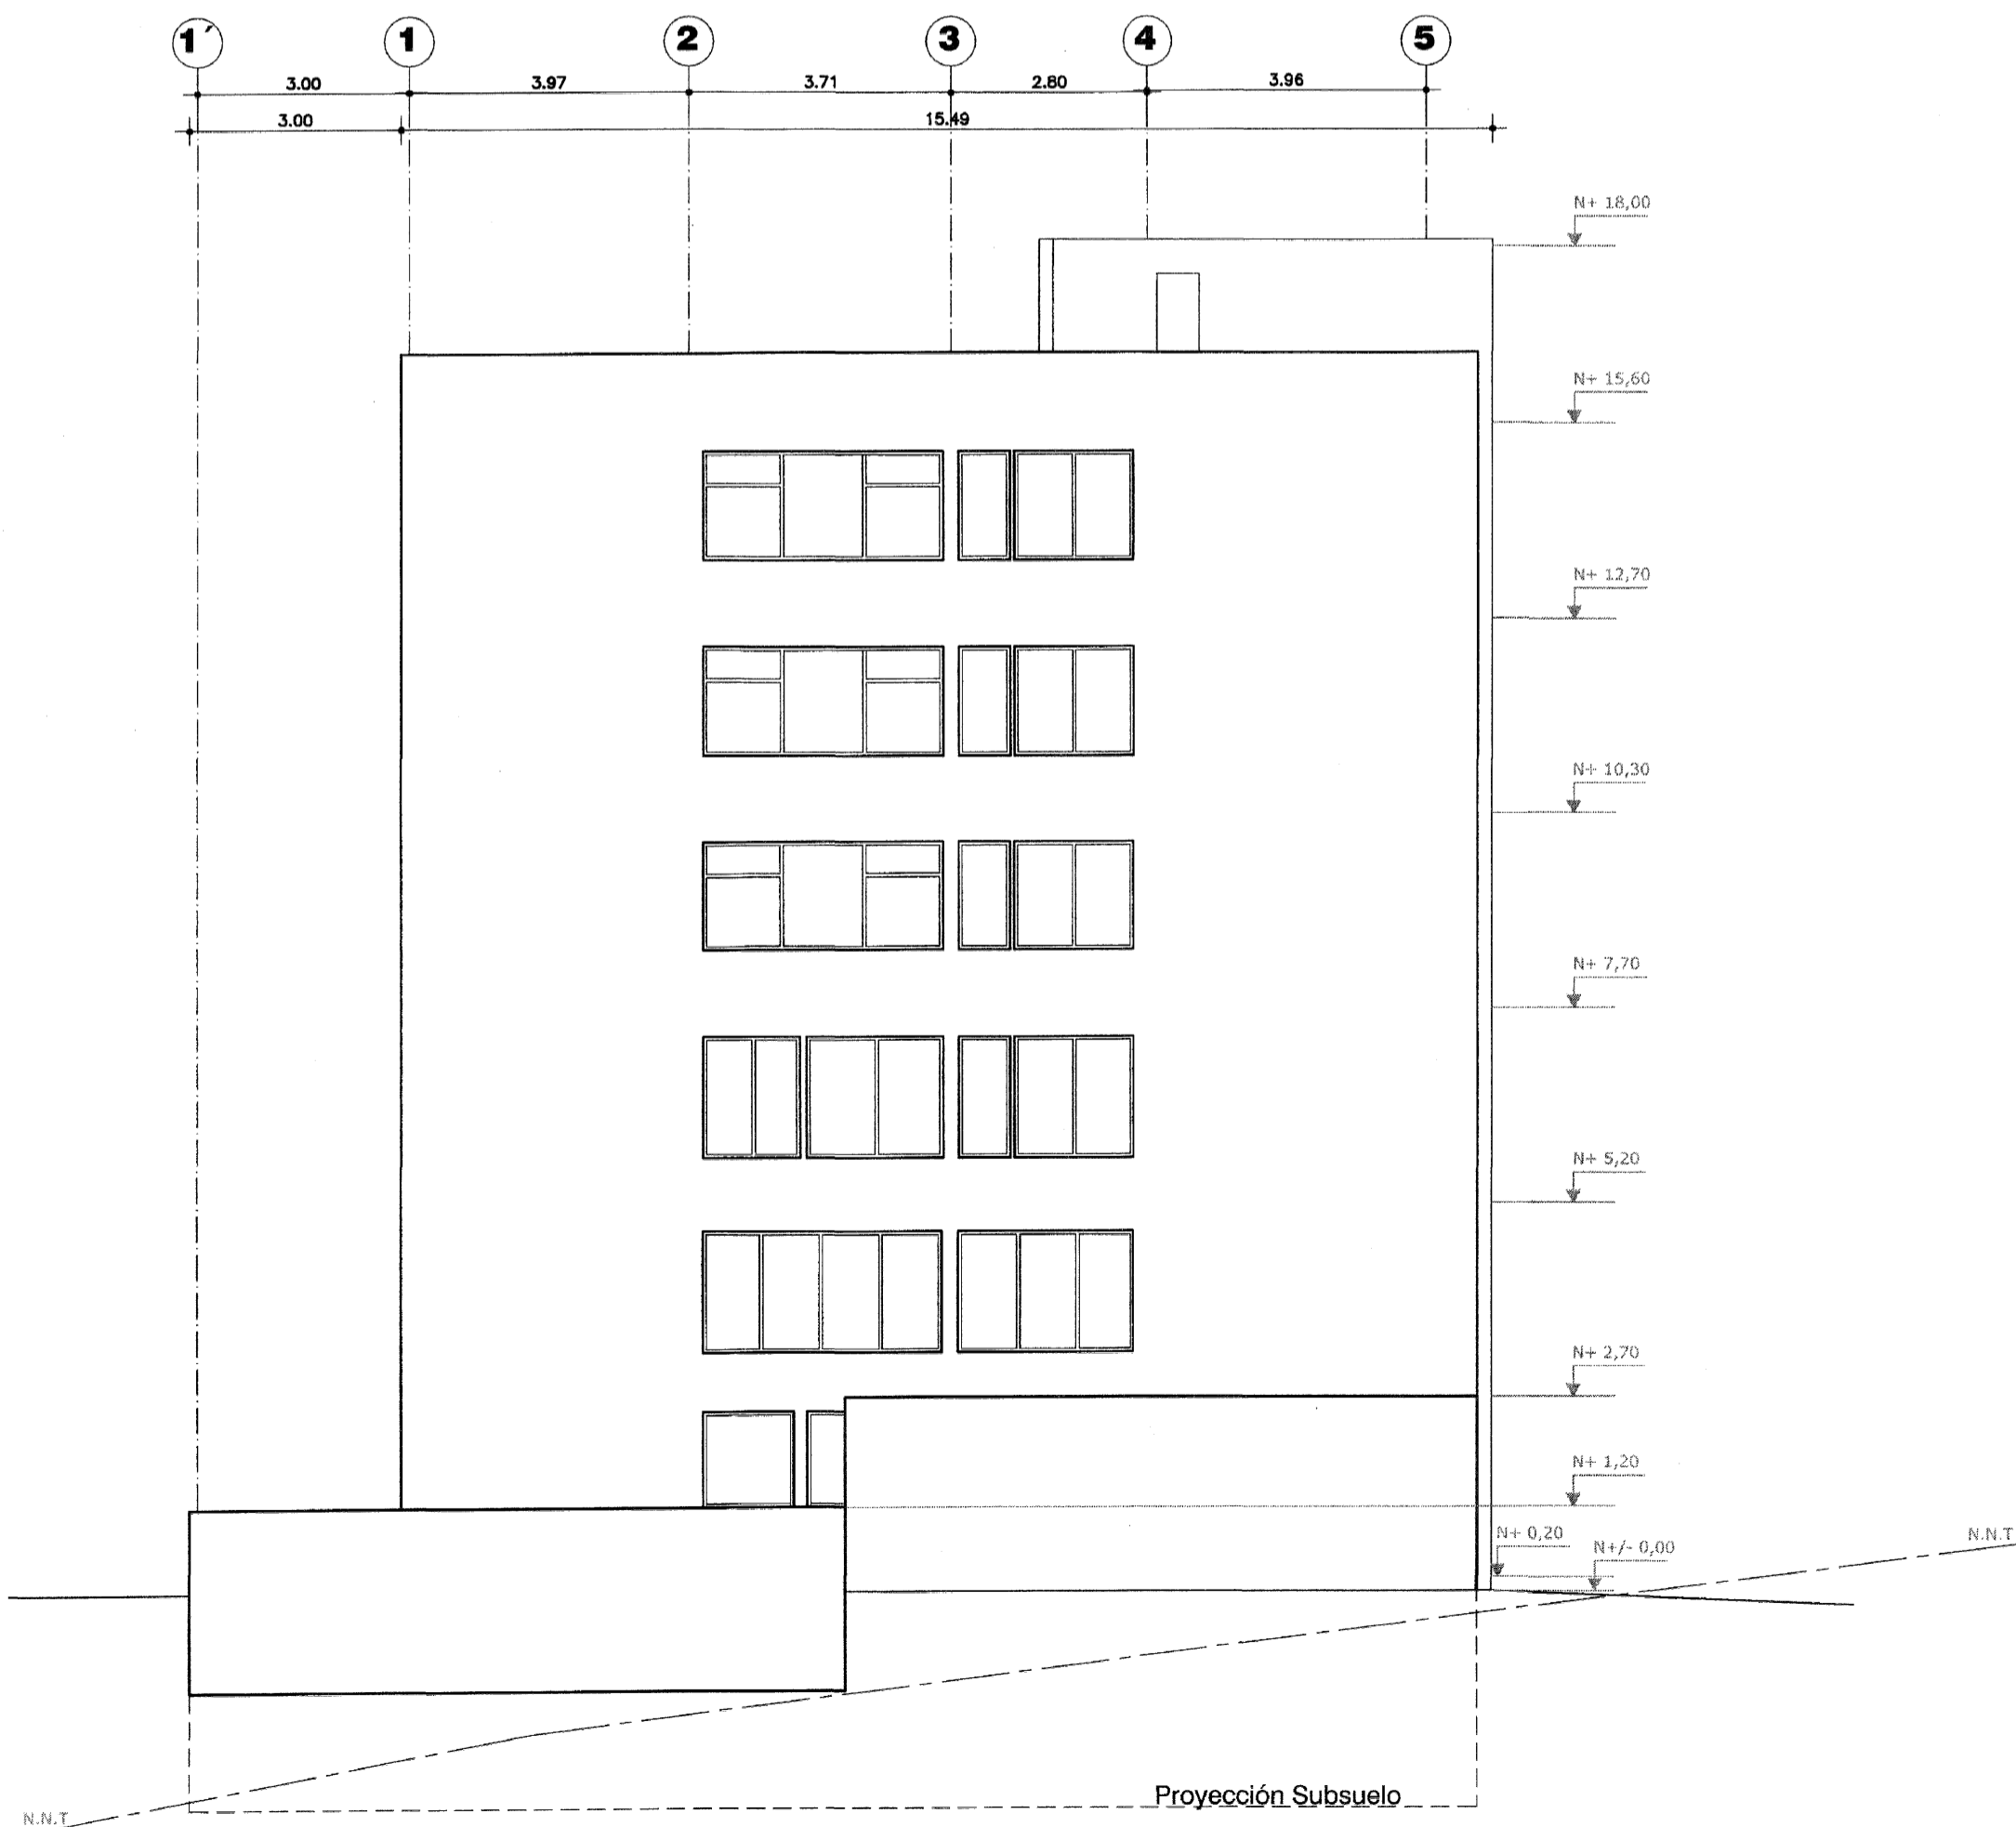 1´ 1 2 3 4 5
3.00 3.97 3.71 2.80 3.96
3.00 15.49
N+ 18,00
N+ 15,60
N+ 12,70
N+ 10,30
N+ 7,70
N+ 5,20
N+ 2,70
N+ 1,20
N+ 0,20
N+/- 0,00
N.N.T
Proyección Subsuelo
N.N.T